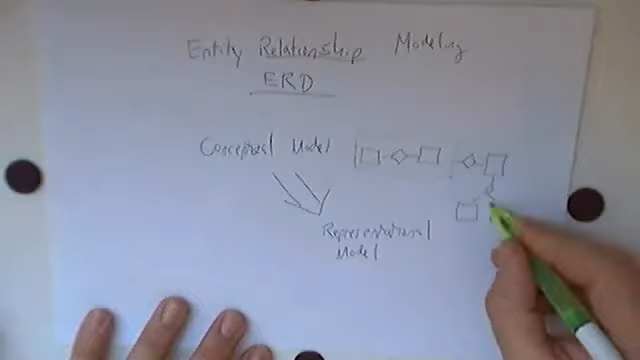 Entity Relationship Modeling
ERD
Conceptual Model
Representational
Model